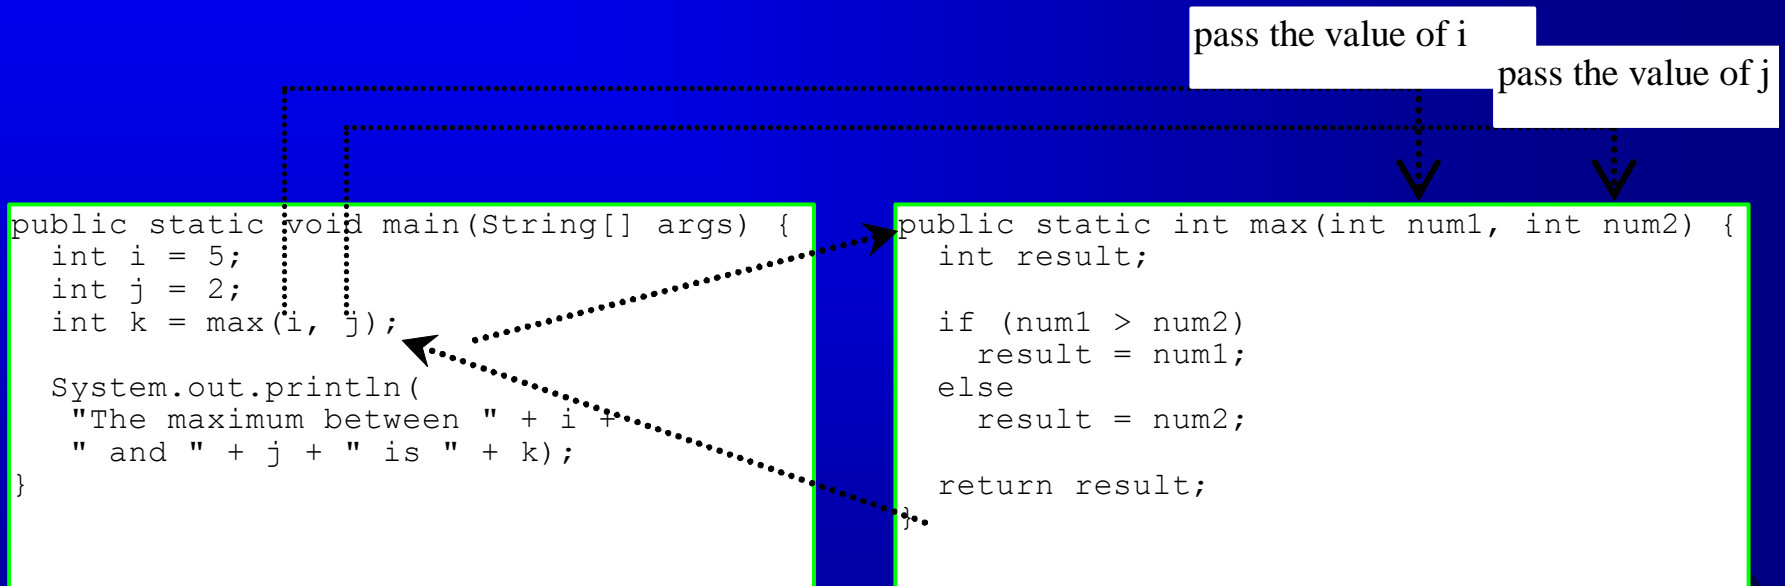 pass the value of i
pass the value of j
public static void main(String[] args) {
  int i = 5;
  int j = 2;
  int k = max(i, j);

  System.out.println(
   "The maximum between " + i +
   " and " + j + " is " + k);
}
public static int max(int num1, int num2) {
  int result;

  if (num1 > num2)
    result = num1;
  else
    result = num2;

  return result;
}